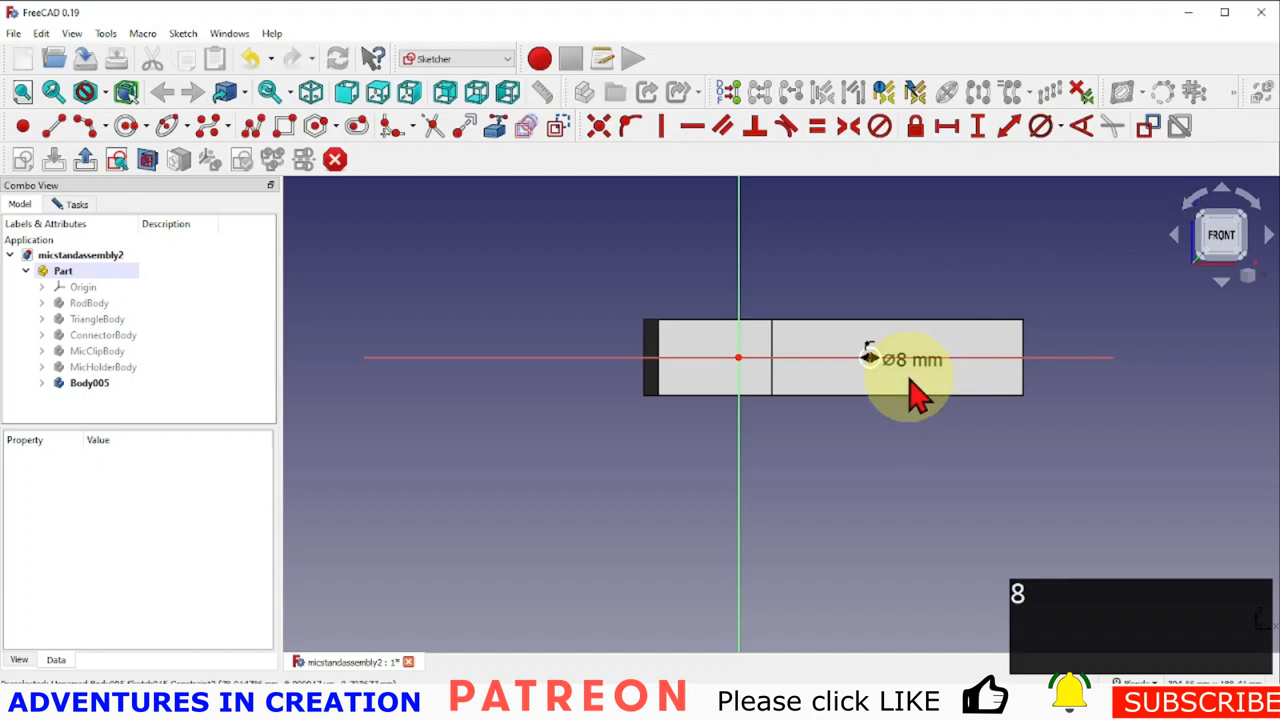 FreeCAD 0.19
File Edit View Tools Macro Sketch Windows Help
Sketcher
Combo View
Model Tasks
Labels & Attributes Description
Application
micstandassembly2
Part
Origin
RodBody
TriangleBody
ConnectorBody
MicClipBody
MicHolderBody
Body005
FRONT
⌀8 mm
Property Value
8
View Data
micstandassembly2 : 1*
ADVENTURES IN CREATION PATREON Please click LIKE SUBSCRIBE